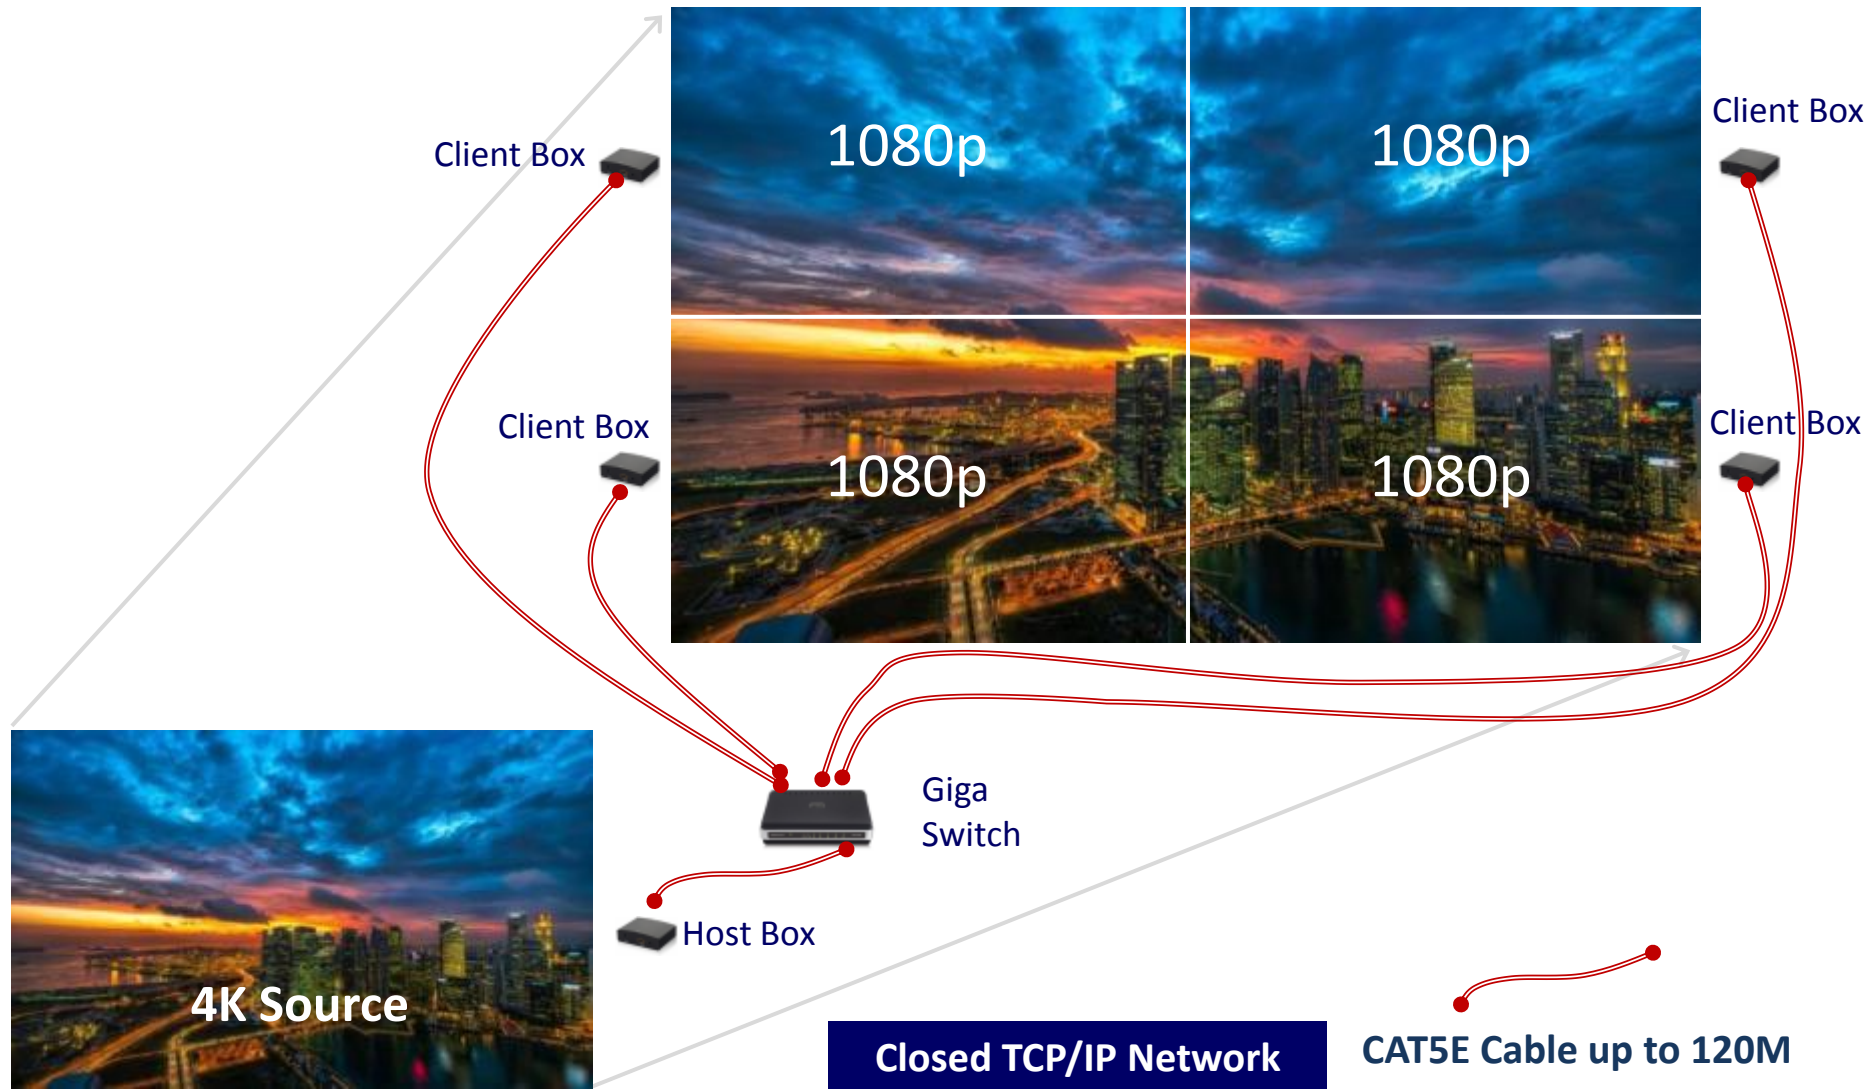 1080p
1080p
Client Box
Client Box
Client Box
Client Box
1080p
1080p
Giga
Switch
Host Box
4K Source
Closed TCP/IP Network
CAT5E Cable up to 120M